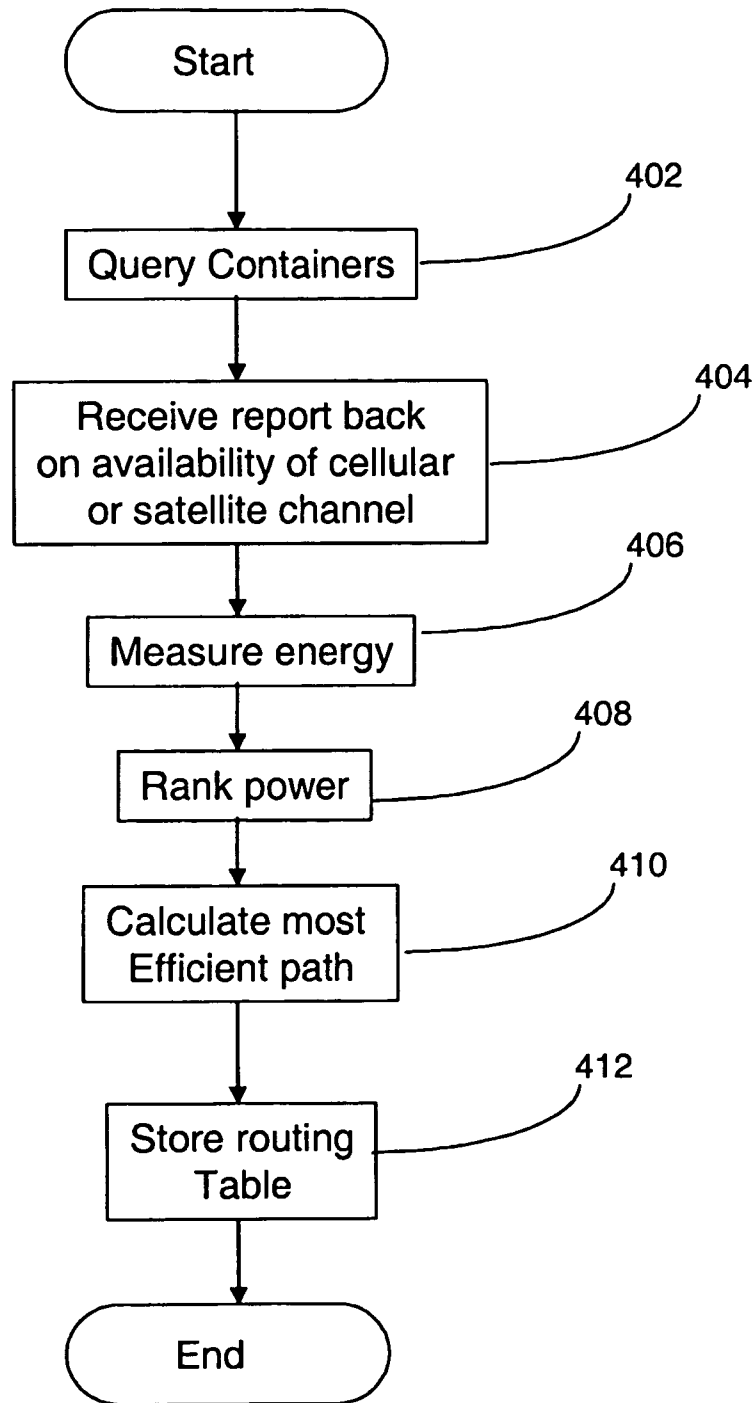 Start
402
Query Containers
404
Receive report back
on availability of cellular
or satellite channel
406
Measure energy
408
Rank power
410
Calculate most
Efficient path
412
Store routing
Table
End